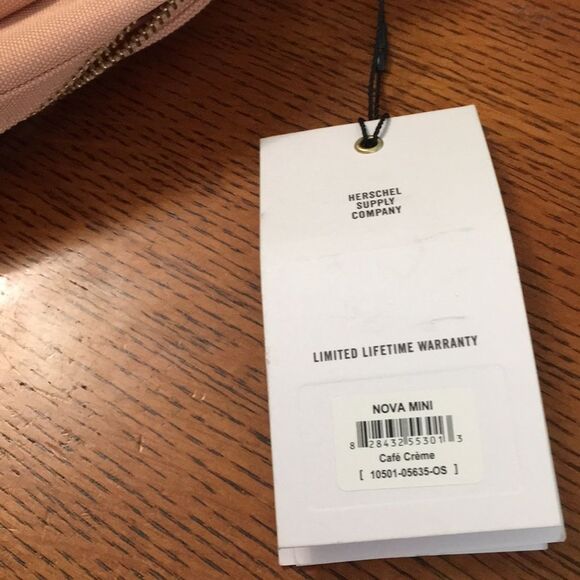 HERSCHEL
SUPPLY
COMPANY
LIMITED LIFETIME WARRANTY
NOVA MINI
8 28432 55301 3
Café Crème
[ 10501-05635-OS ]